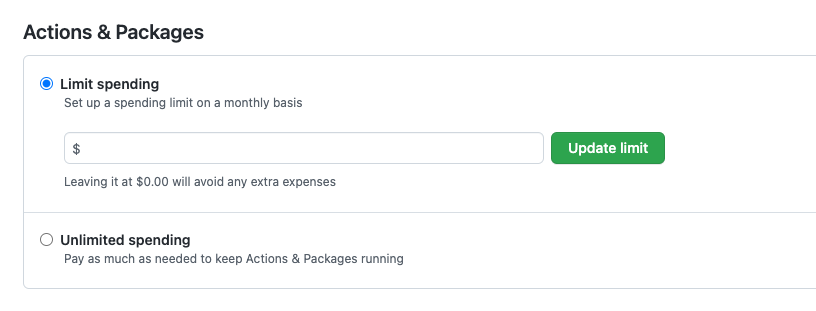 Actions & Packages
Limit spending
Set up a spending limit on a monthly basis
$
Update limit
Leaving it at $0.00 will avoid any extra expenses
Unlimited spending
Pay as much as needed to keep Actions & Packages running